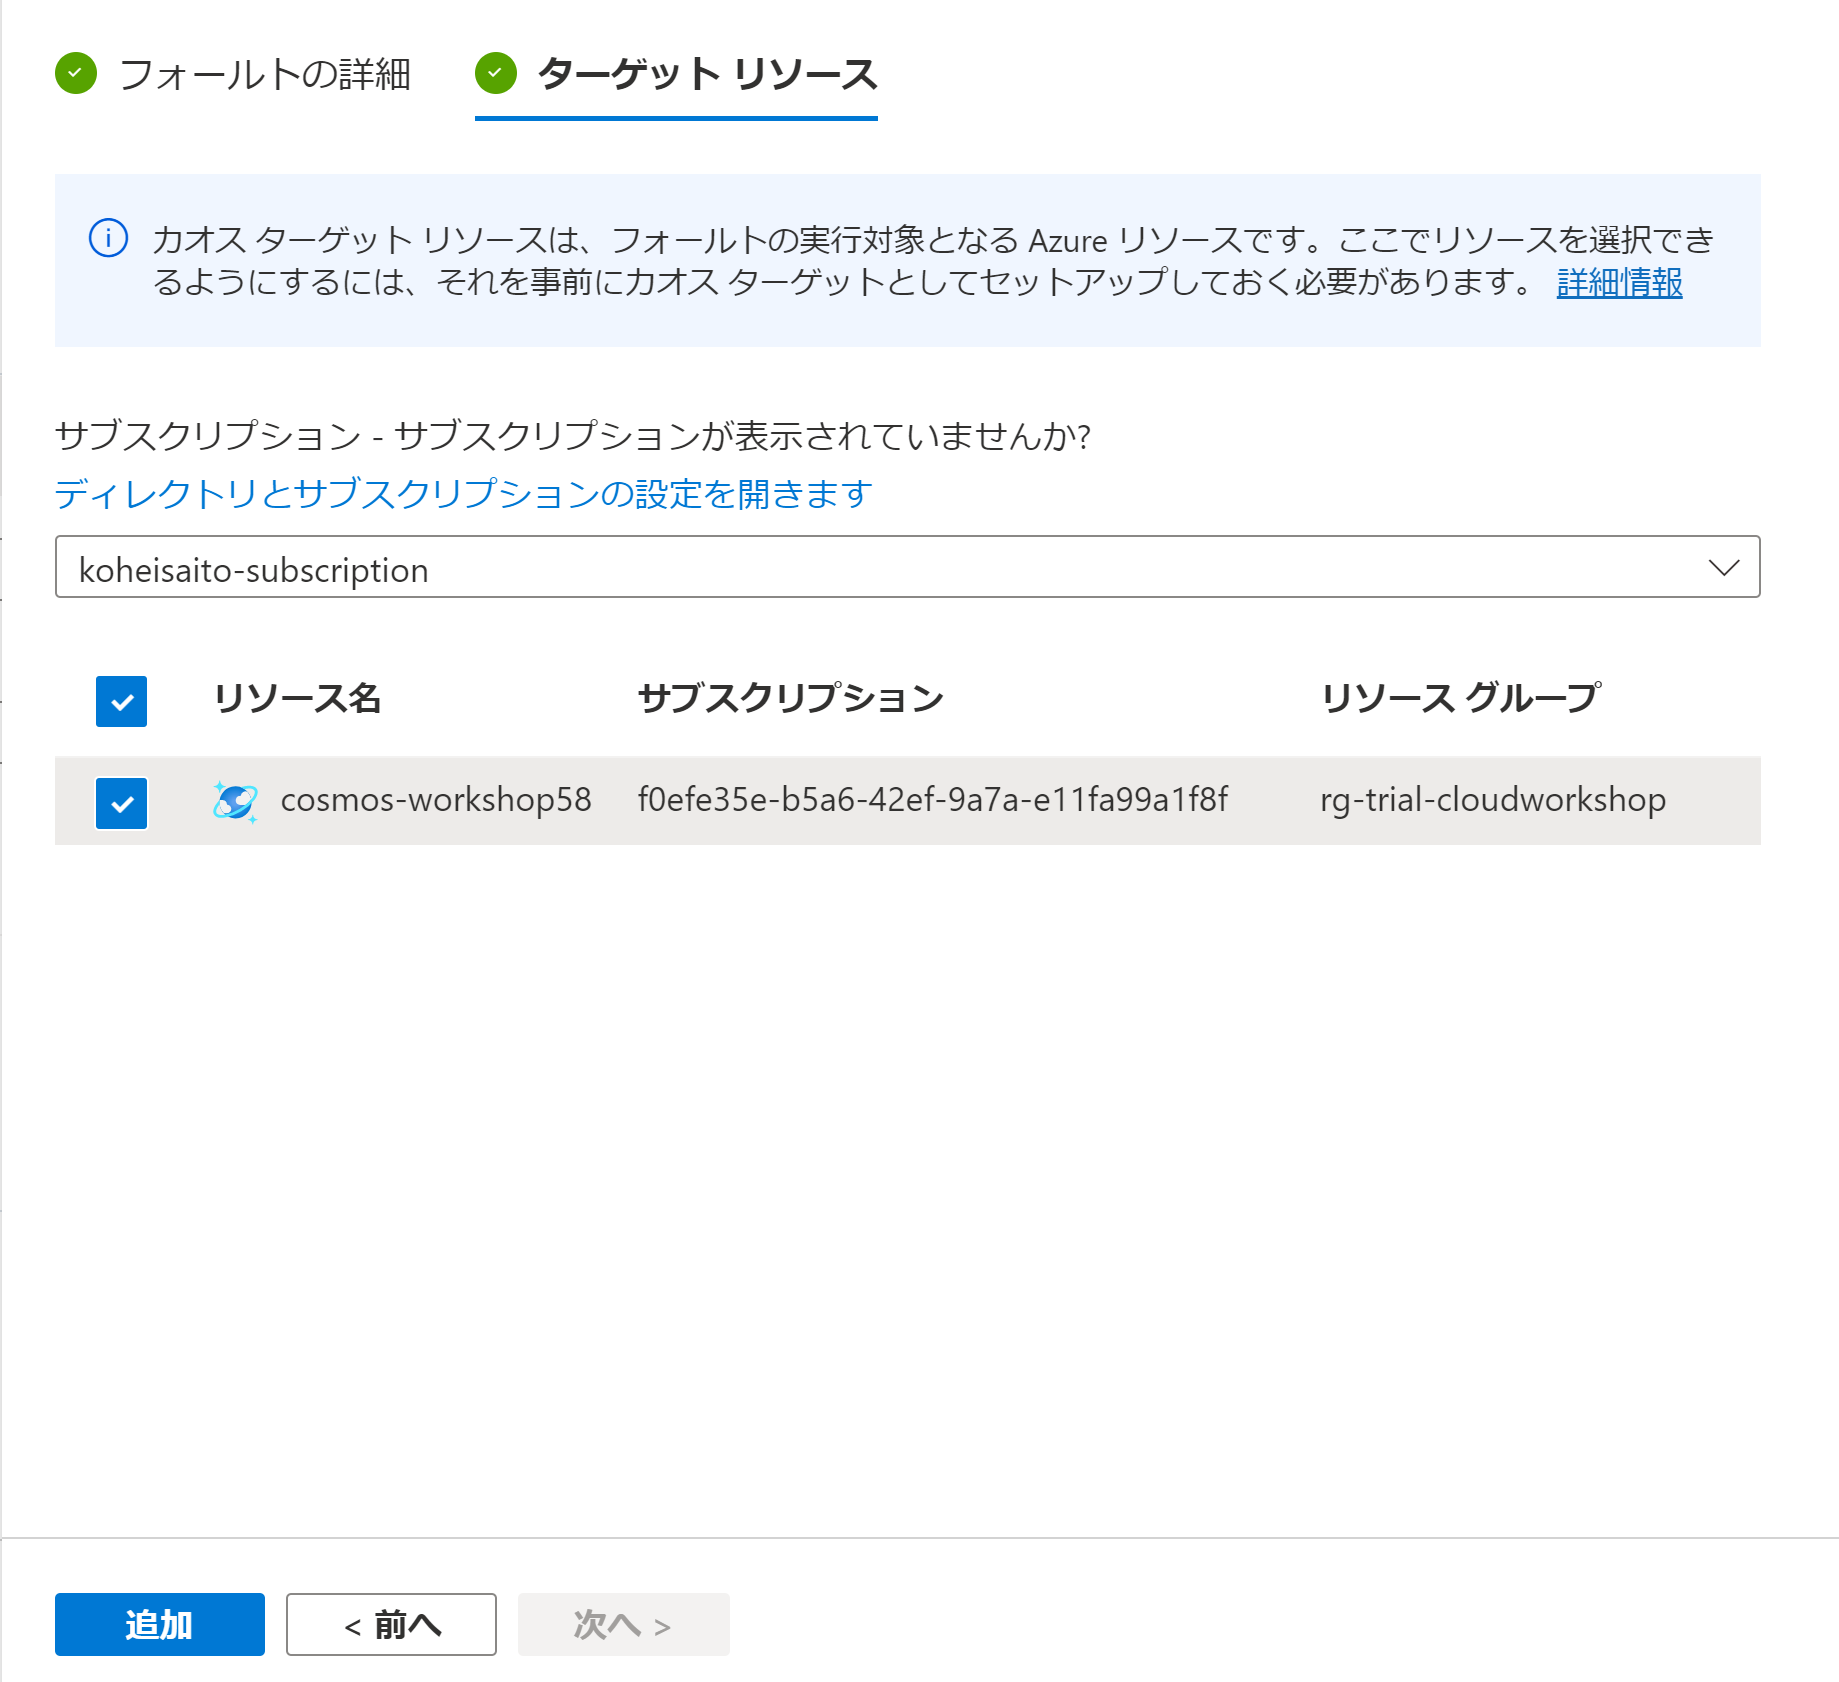 フォールトの詳細
ターゲット リソース
カオス ターゲット リソースは、フォールトの実行対象となる Azure リソースです。ここでリソースを選択でき
るようにするには、それを事前にカオス ターゲットとしてセットアップしておく必要があります。 詳細情報
サブスクリプション - サブスクリプションが表示されていませんか?
ディレクトリとサブスクリプションの設定を開きます
koheisaito-subscription
リソース名 サブスクリプション リソース グループ
cosmos-workshop58 f0efe35e-b5a6-42ef-9a7a-e11fa99a1f8f rg-trial-cloudworkshop
追加 < 前へ 次へ >